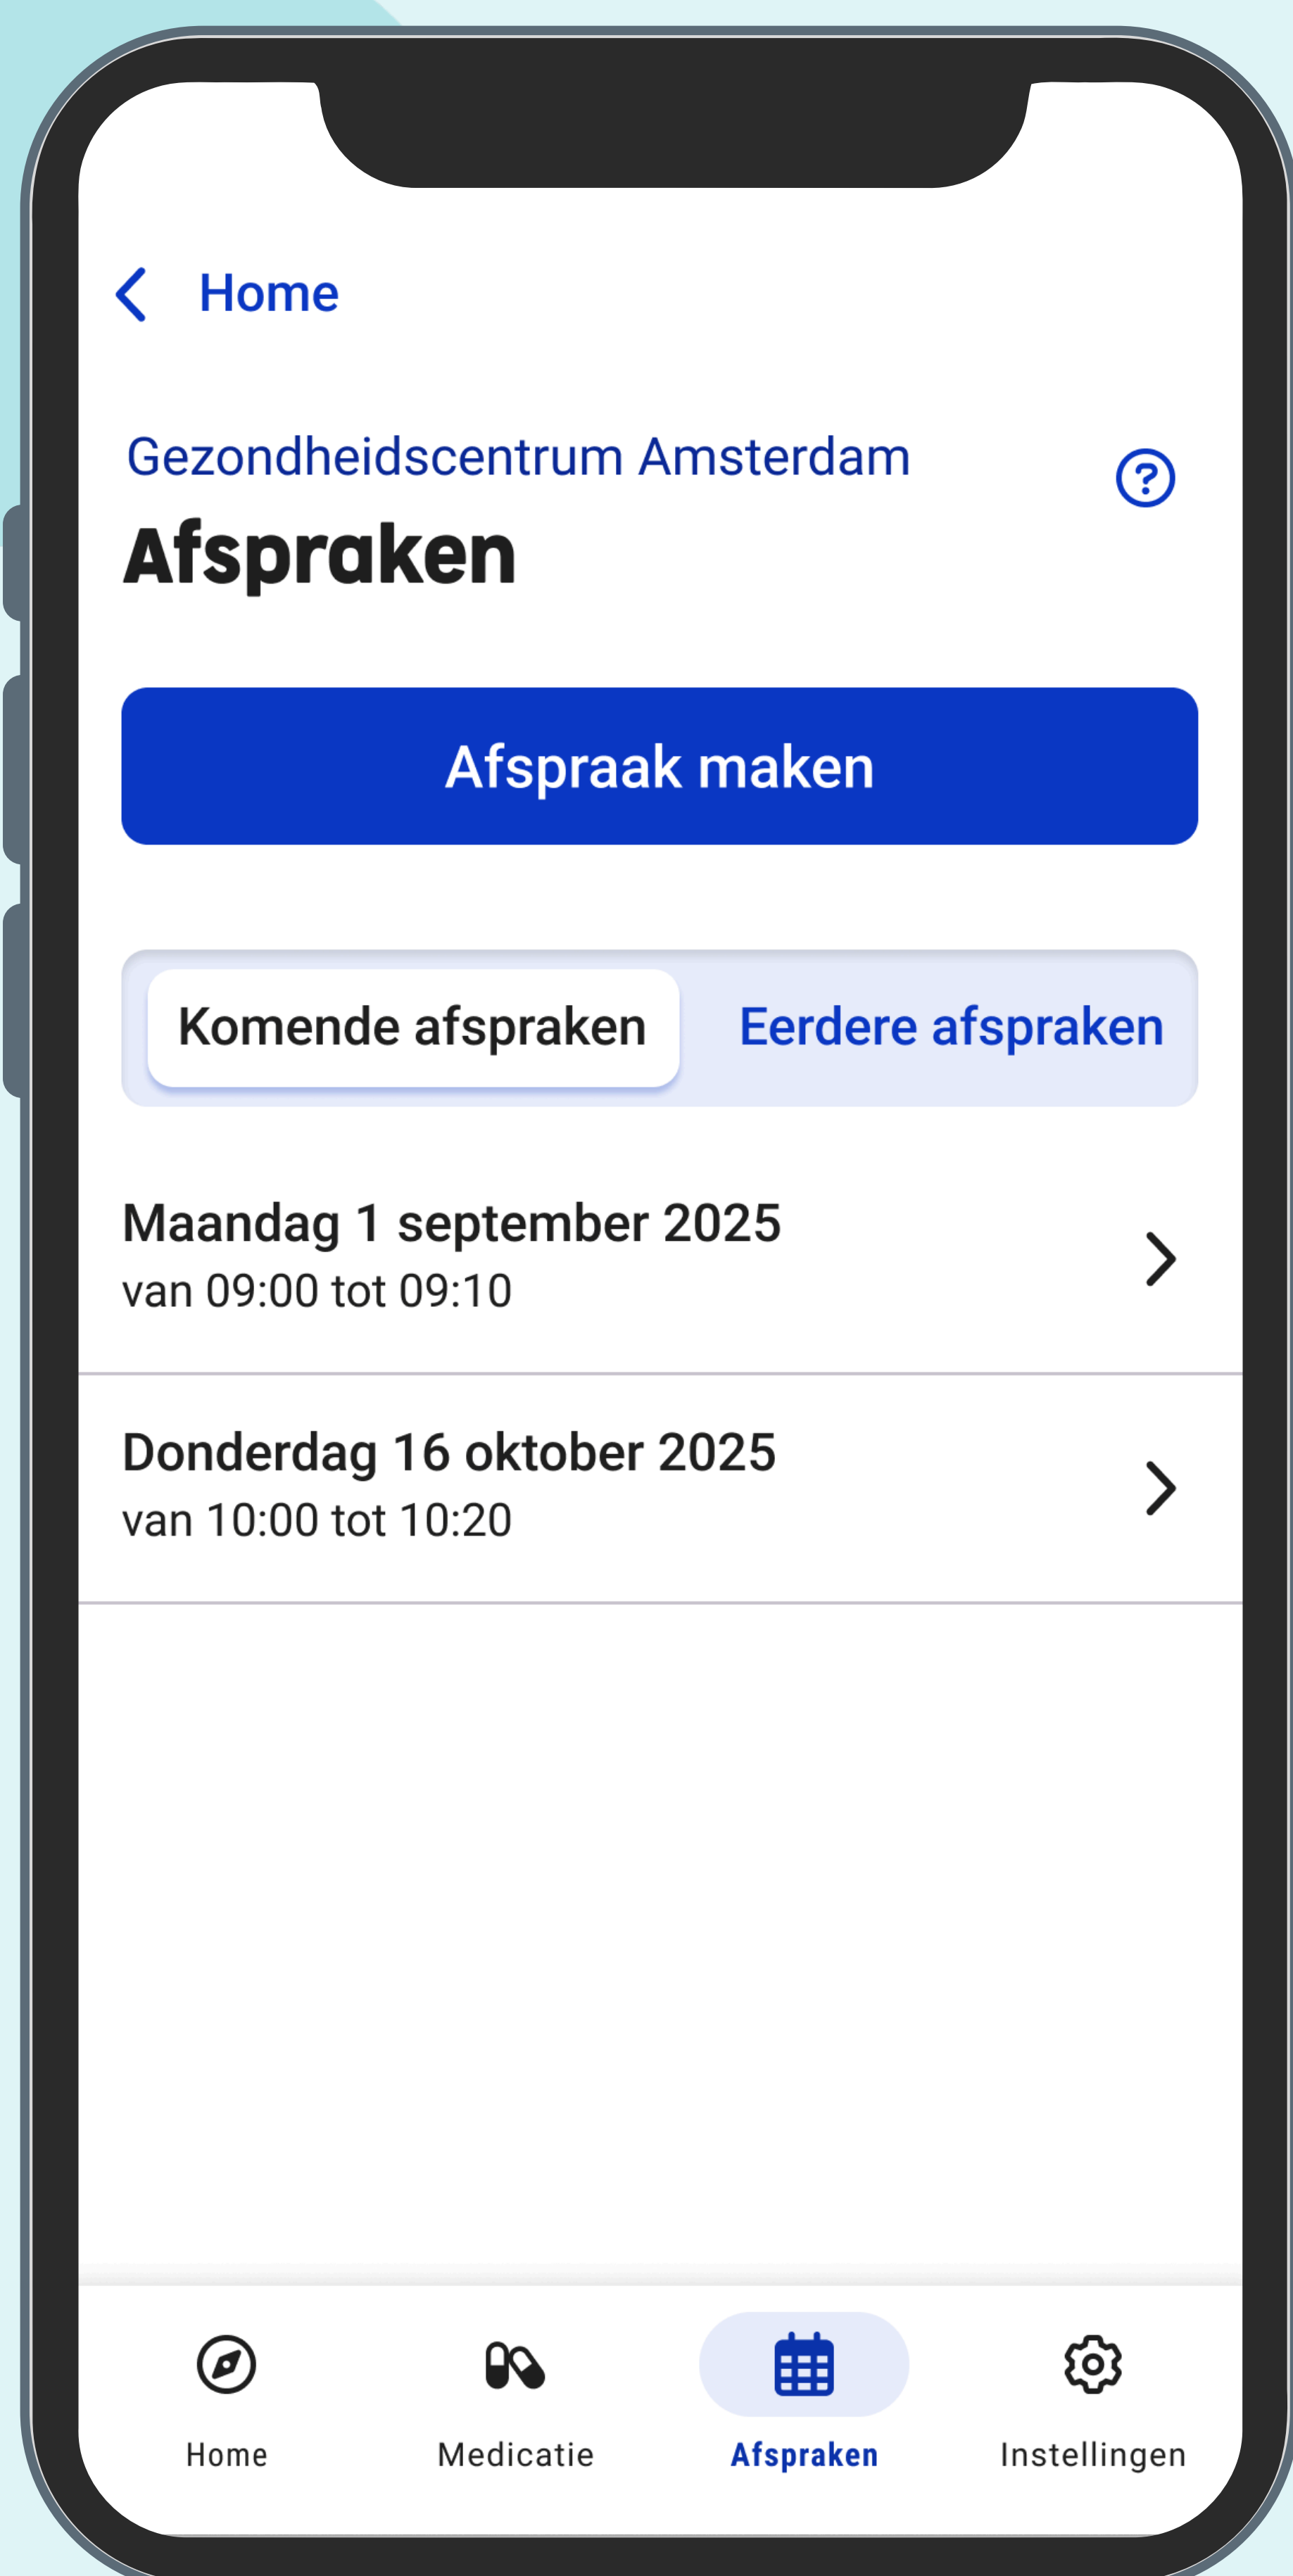 Home
Gezondheidscentrum Amsterdam
?
Afspraken
Afspraak maken
Komende afspraken
Eerdere afspraken
Maandag 1 september 2025
van 09:00 tot 09:10
Donderdag 16 oktober 2025
van 10:00 tot 10:20
Home
Medicatie
Afspraken
Instellingen